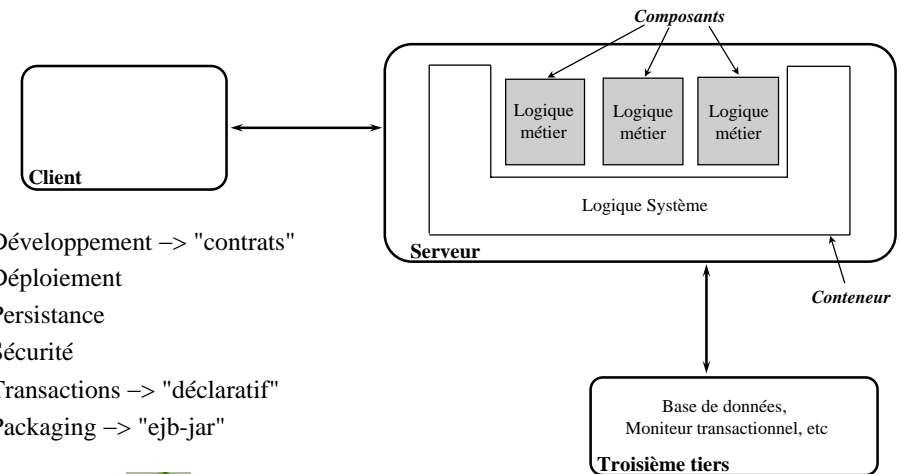 Composants
Logique
métier
Logique
métier
Logique
métier
Client
Logique Système
Serveur
Conteneur
Développement –> "contrats"
Déploiement
Persistance
Sécurité
Transactions –> "déclaratif"
Packaging –> "ejb-jar"
Base de données,
Moniteur transactionnel, etc
Troisième tiers